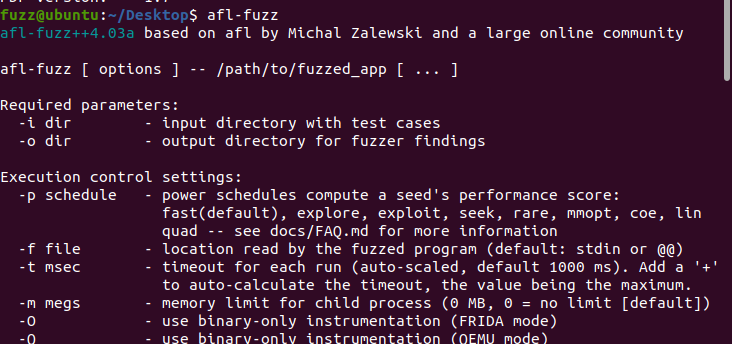 PDF version: 1.7
fuzz@ubuntu:~/Desktop$ afl-fuzz
afl-fuzz++4.03a based on afl by Michal Zalewski and a large online community
afl-fuzz [ options ] -- /path/to/fuzzed_app [ ... ]
Required parameters:
-i dir - input directory with test cases
-o dir - output directory for fuzzer findings
Execution control settings:
-p schedule - power schedules compute a seed's performance score:
fast(default), explore, exploit, seek, rare, mmopt, coe, lin
quad -- see docs/FAQ.md for more information
-f file - location read by the fuzzed program (default: stdin or @@)
-t msec - timeout for each run (auto-scaled, default 1000 ms). Add a '+'
to auto-calculate the timeout, the value being the maximum.
-m megs - memory limit for child process (0 MB, 0 = no limit [default])
-O - use binary-only instrumentation (FRIDA mode)
-Q - use binary-only instrumentation (QEMU mode)